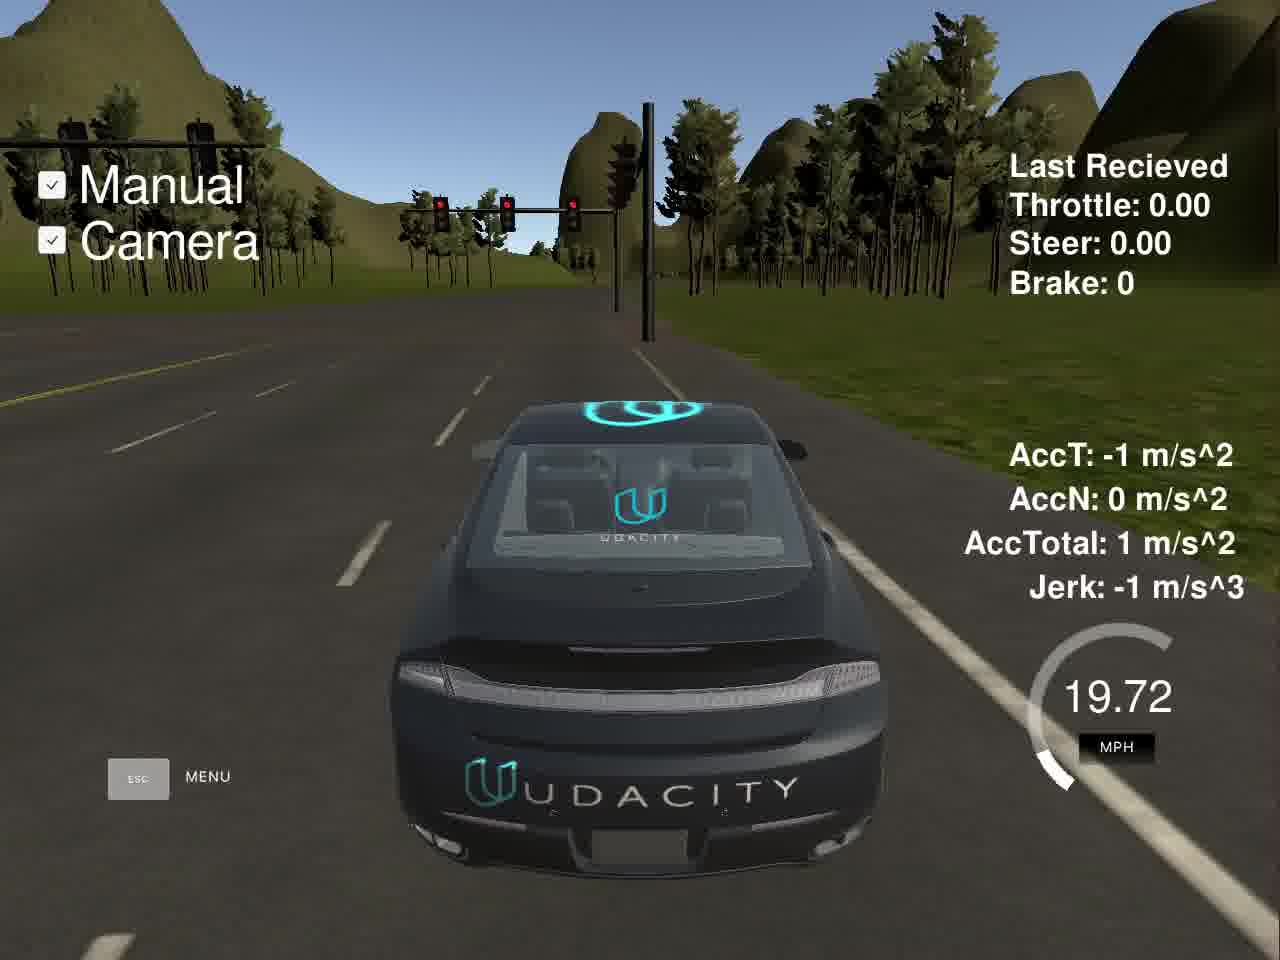 Manual
Camera
Last Recieved
Throttle: 0.00
Steer: 0.00
Brake: 0
AccT: -1 m/s^2
AccN: 0 m/s^2
AccTotal: 1 m/s^2
Jerk: -1 m/s^3
UDACITY
19.72
MPH
ESC MENU
UDACITY